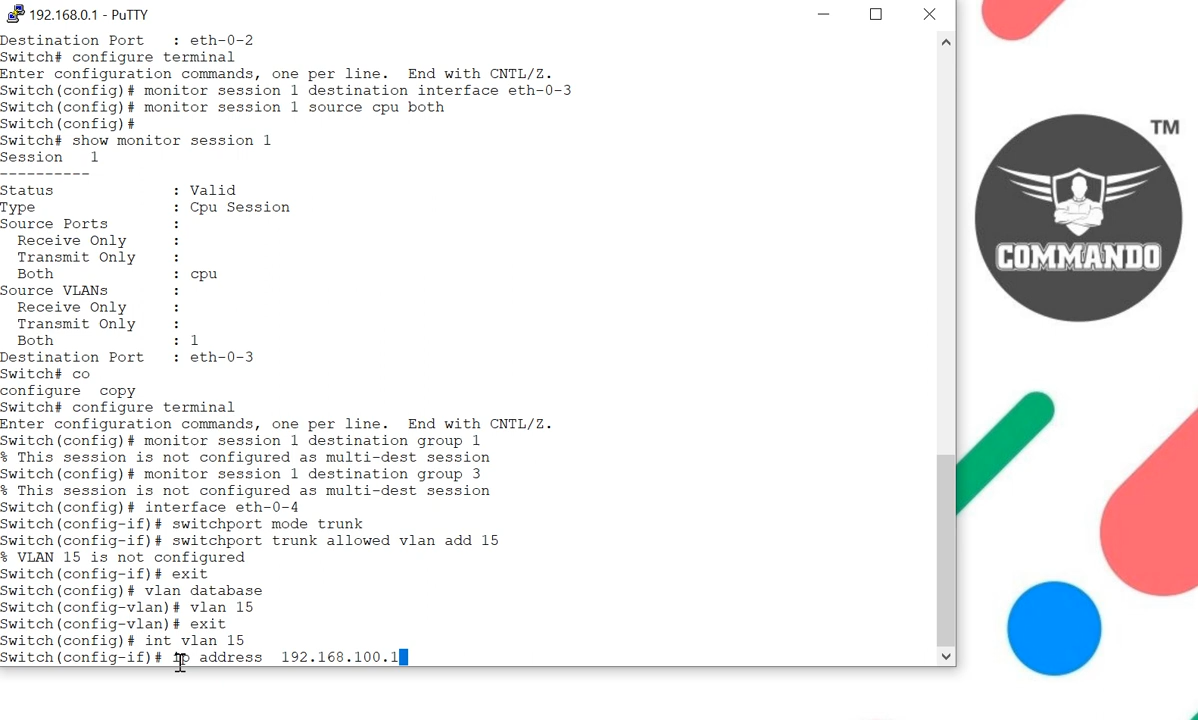 192.168.0.1 - PuTTY
Destination Port   : eth-0-2
Switch# configure terminal
Enter configuration commands, one per line.  End with CNTL/Z.
Switch(config)# monitor session 1 destination interface eth-0-3
Switch(config)# monitor session 1 source cpu both
Switch(config)#
Switch# show monitor session 1
Session   1
----------
Status             : Valid
Type               : Cpu Session
Source Ports       :
  Receive Only     :
  Transmit Only    :
  Both             : cpu
Source VLANs       :
  Receive Only     :
  Transmit Only    :
  Both             : 1
Destination Port   : eth-0-3
Switch# co
configure  copy
Switch# configure terminal
Enter configuration commands, one per line.  End with CNTL/Z.
Switch(config)# monitor session 1 destination group 1
% This session is not configured as multi-dest session
Switch(config)# monitor session 1 destination group 3
% This session is not configured as multi-dest session
Switch(config)# interface eth-0-4
Switch(config-if)# switchport mode trunk
Switch(config-if)# switchport trunk allowed vlan add 15
% VLAN 15 is not configured
Switch(config-if)# exit
Switch(config)# vlan database
Switch(config-vlan)# vlan 15
Switch(config-vlan)# exit
Switch(config)# int vlan 15
Switch(config-if)# ip address  192.168.100.1
TM
COMMANDO